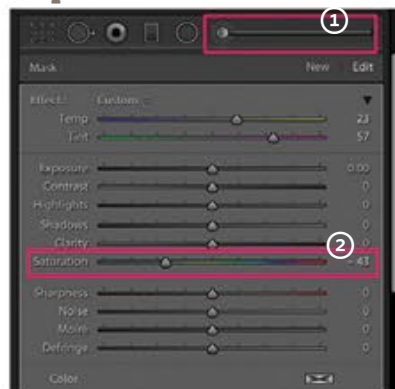 1
Mask : New Edit
Effect : Custom
Temp 23
Tint 57
Exposure 0.00
Contrast 0
Highlights 0
Shadows 0
Clarity 0
2
Saturation - 43
Sharpness 0
Noise 0
Moire 0
Defringe 0
Color